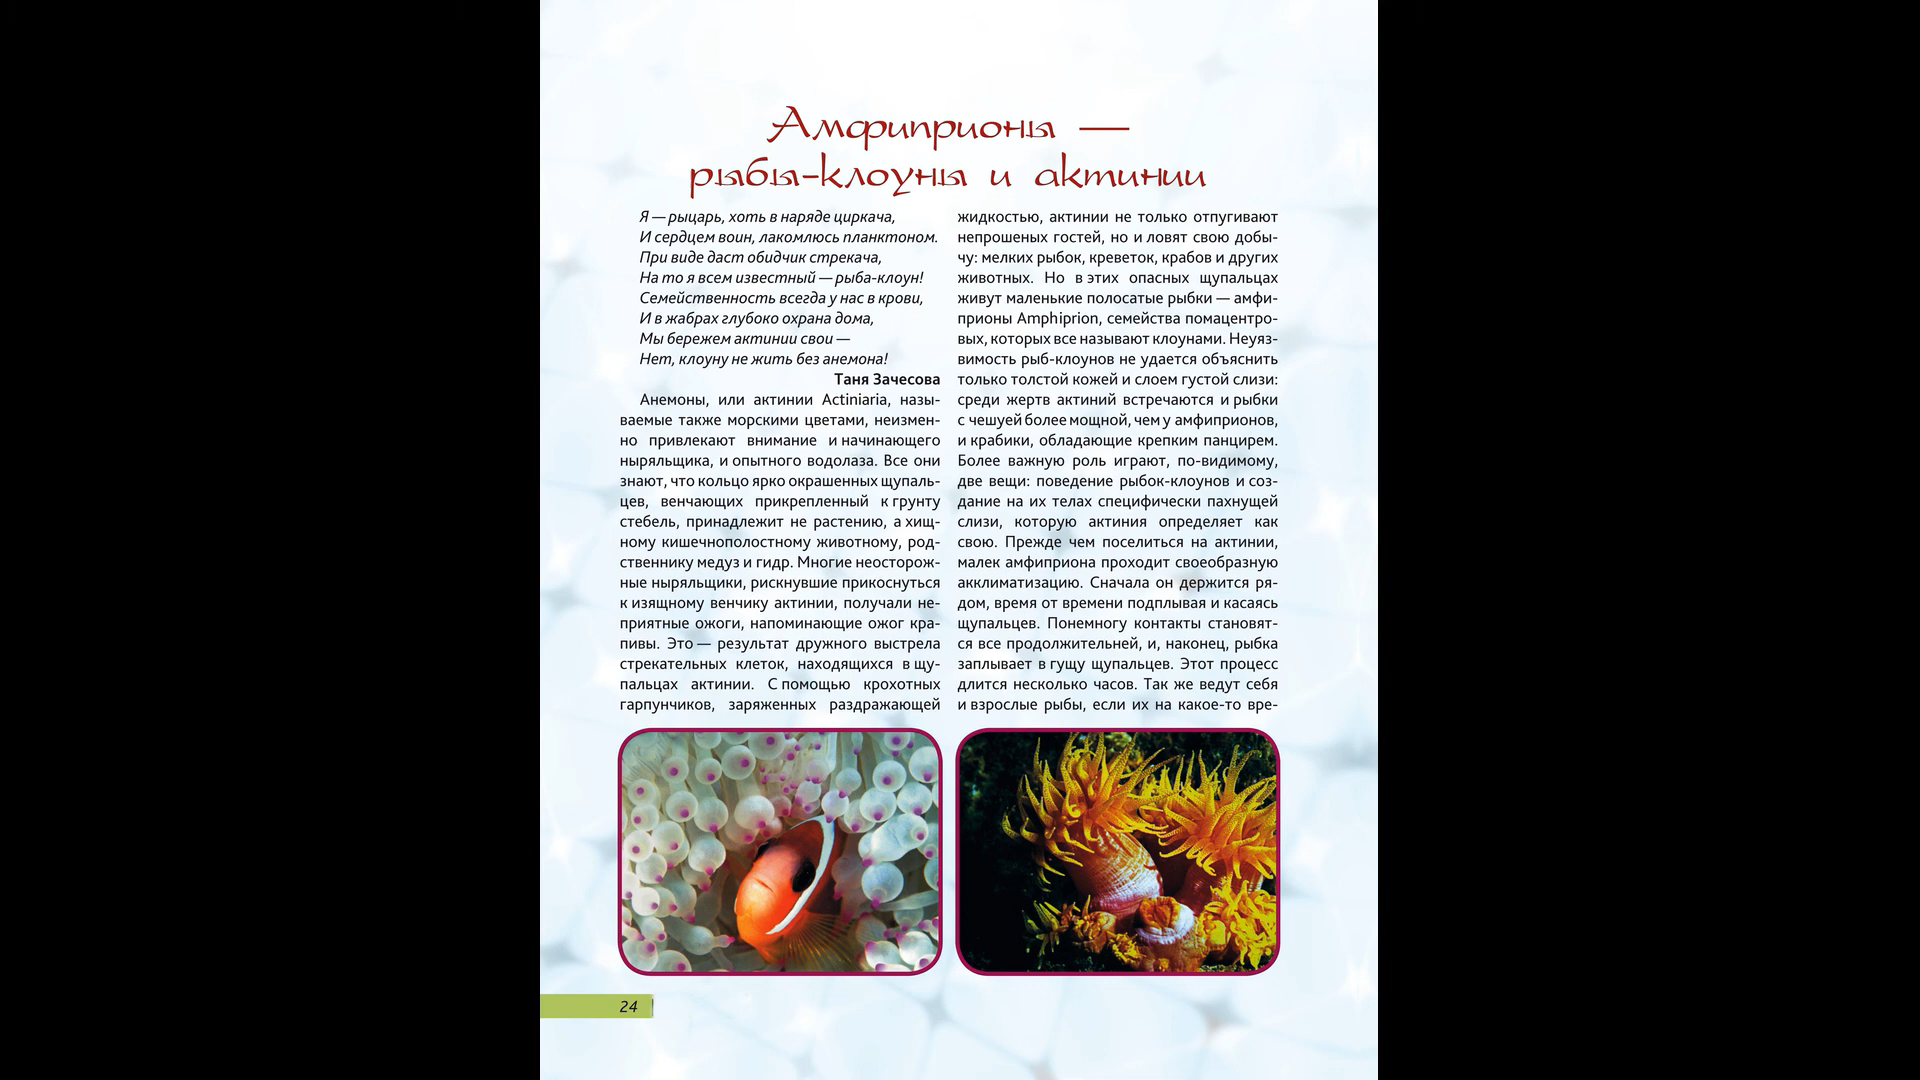 Амфиприоны —
рыбы-клоуны и актинии
Я — рыцарь, хоть в наряде циркача,
И сердцем воин, лакомлюсь планктоном.
При виде даст обидчик стрекача,
На то я всем известный — рыба-клоун!
Семейственность всегда у нас в крови,
И в жабрах глубоко охрана дома,
Мы бережем актинии свои —
Нет, клоуну не жить без анемона!
Таня Зачесова
Анемоны, или актинии Actiniaria, назы-
ваемые также морскими цветами, неизмен-
но привлекают внимание и начинающего
ныряльщика, и опытного водолаза. Все они
знают, что кольцо ярко окрашенных щупаль-
цев, венчающих прикрепленный к грунту
стебель, принадлежит не растению, а хищ-
ному кишечнополостному животному, род-
ственнику медуз и гидр. Многие неосторож-
ные ныряльщики, рискнувшие прикоснуться
к изящному венчику актинии, получали не-
приятные ожоги, напоминающие ожог кра-
пивы. Это — результат дружного выстрела
стрекательных клеток, находящихся в щу-
пальцах актинии. С помощью крохотных
гарпунчиков, заряженных раздражающей
жидкостью, актинии не только отпугивают
непрошеных гостей, но и ловят свою добы-
чу: мелких рыбок, креветок, крабов и других
животных. Но в этих опасных щупальцах
живут маленькие полосатые рыбки — амфи-
прионы Amphiprion, семейства помацентро-
вых, которых все называют клоунами. Неуяз-
вимость рыб-клоунов не удается объяснить
только толстой кожей и слоем густой слизи:
среди жертв актиний встречаются и рыбки
с чешуей более мощной, чем у амфиприонов,
и крабики, обладающие крепким панцирем.
Более важную роль играют, по-видимому,
две вещи: поведение рыбок-клоунов и соз-
дание на их телах специфически пахнущей
слизи, которую актиния определяет как
свою. Прежде чем поселиться на актинии,
малек амфиприона проходит своеобразную
акклиматизацию. Сначала он держится ря-
дом, время от времени подплывая и касаясь
щупальцев. Понемногу контакты становят-
ся все продолжительней, и, наконец, рыбка
заплывает в гущу щупальцев. Этот процесс
длится несколько часов. Так же ведут себя
и взрослые рыбы, если их на какое-то вре-
24